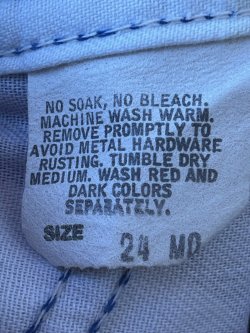 NO SOAK, NO BLEACH.
MACHINE WASH WARM.
REMOVE PROMPTLY TO
AVOID METAL HARDWARE
RUSTING. TUMBLE DRY
MEDIUM. WASH RED AND
DARK COLORS
SEPARATELY.
SIZE 24 MO